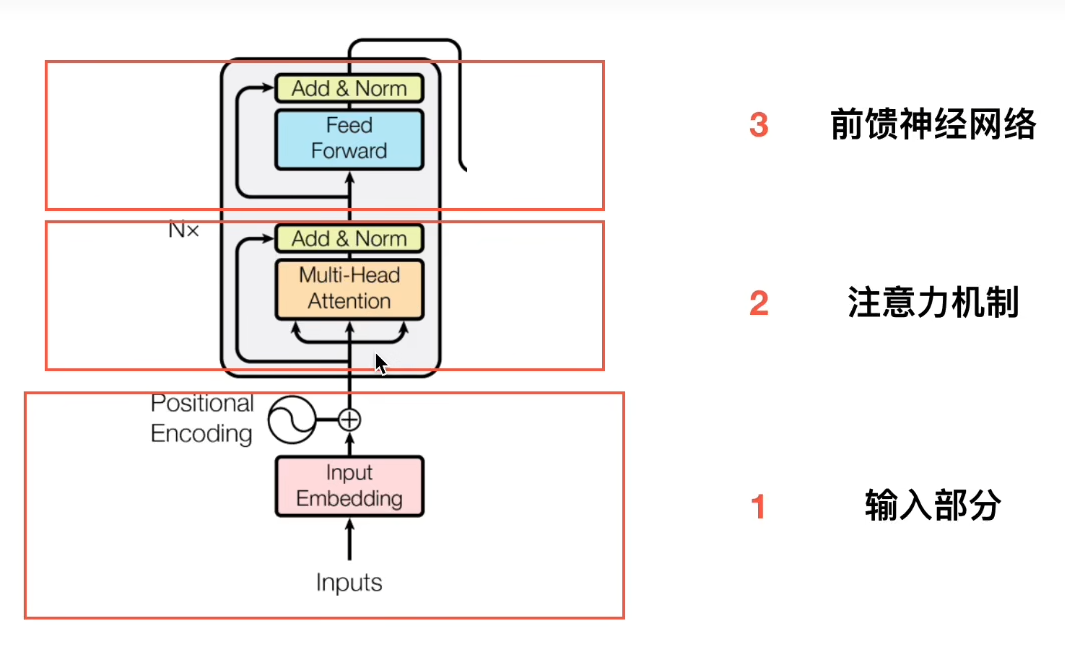 Add & Norm
Feed
Forward
3 前馈神经网络
N×
Add & Norm
Multi-Head
Attention
2 注意力机制
Positional
Encoding
Input
Embedding
1 输入部分
Inputs